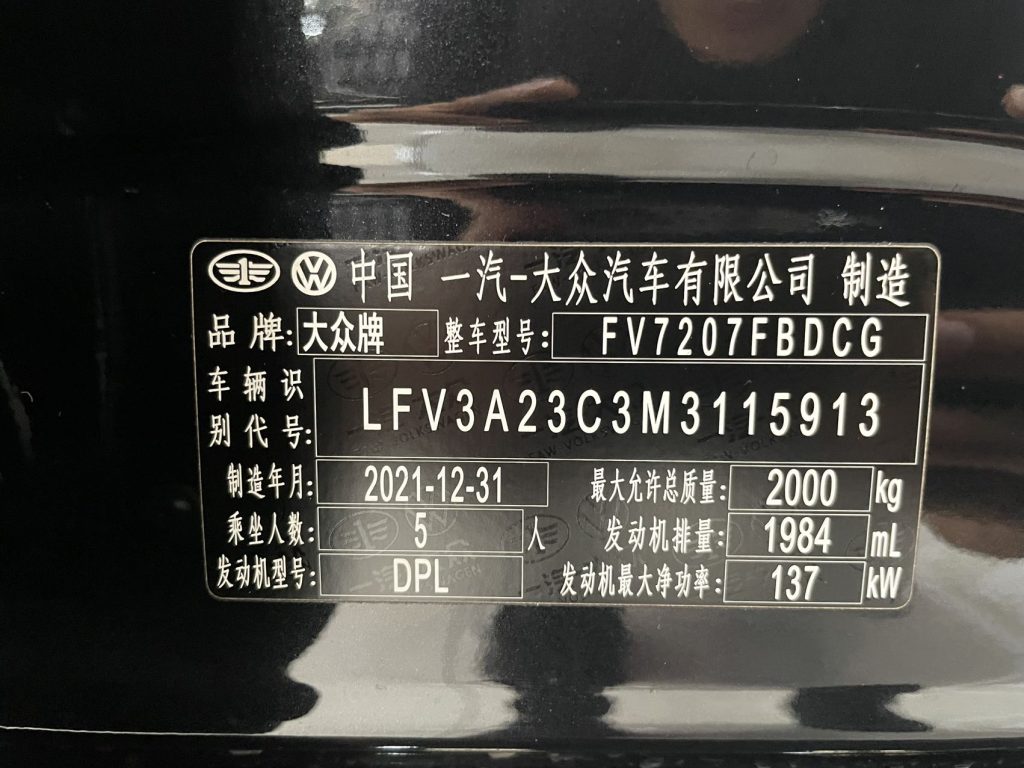 中国 一汽-大众汽车有限公司 制造
品牌: 大众牌 整车型号: FV7207FBDCG
车辆识别代号: LFV3A23C3M3115913
制造年月: 2021-12-31 最大允许总质量: 2000 kg
乘坐人数: 5 人 发动机排量: 1984 mL
发动机型号: DPL 发动机最大净功率: 137 kW